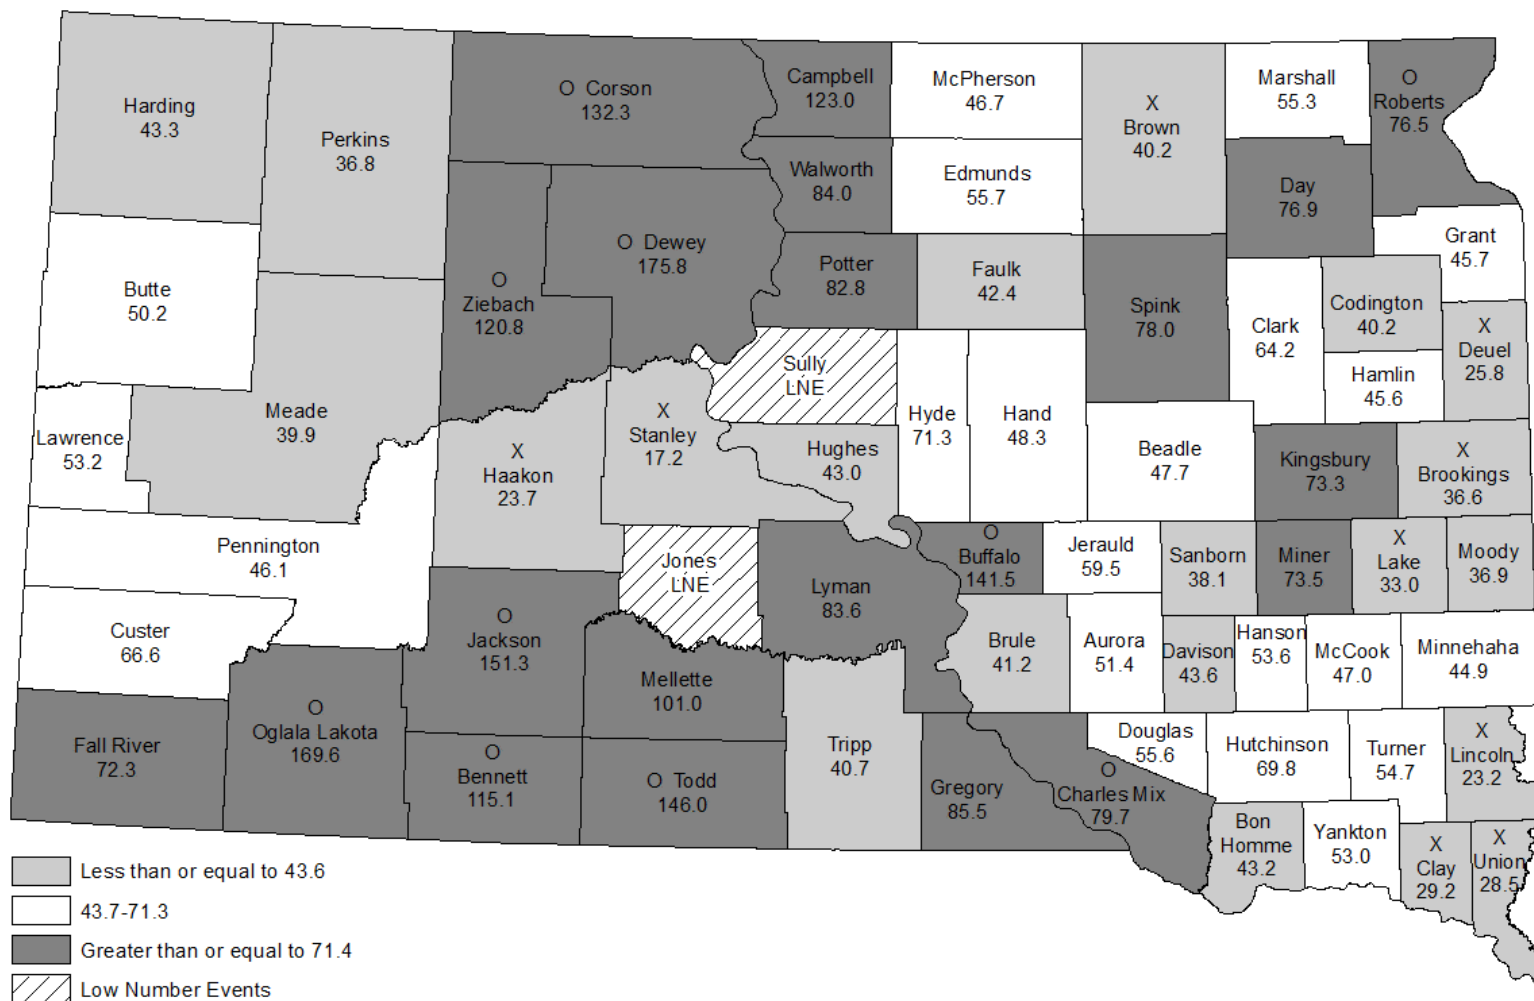 Harding
43.3
Perkins
36.8
O Corson
132.3
Campbell
123.0
McPherson
46.7
X
Brown
40.2
Marshall
55.3
O
Roberts
76.5
Walworth
84.0
Edmunds
55.7
Day
76.9
Grant
45.7
Butte
50.2
O
Ziebach
120.8
O Dewey
175.8
Potter
82.8
Faulk
42.4
Spink
78.0
Clark
64.2
Codington
40.2
X
Deuel
25.8
Hamlin
45.6
Sully
LNE
Lawrence
53.2
Meade
39.9
X
Haakon
23.7
X
Stanley
17.2
Hughes
43.0
Hyde
71.3
Hand
48.3
Beadle
47.7
Kingsbury
73.3
X
Brookings
36.6
Pennington
46.1
Jones
LNE
Lyman
83.6
O
Buffalo
141.5
Jerauld
59.5
Sanborn
38.1
Miner
73.5
X
Lake
33.0
Moody
36.9
Custer
66.6
O
Jackson
151.3
Mellette
101.0
Brule
41.2
Aurora
51.4
Davison
43.6
Hanson
53.6
McCook
47.0
Minnehaha
44.9
Fall River
72.3
O
Oglala Lakota
169.6
O
Bennett
115.1
O Todd
146.0
Tripp
40.7
Gregory
85.5
O
Charles Mix
79.7
Douglas
55.6
Hutchinson
69.8
Turner
54.7
X
Lincoln
23.2
Bon
Homme
43.2
Yankton
53.0
X
Clay
29.2
X
Union
28.5
Less than or equal to 43.6
43.7-71.3
Greater than or equal to 71.4
Low Number Events